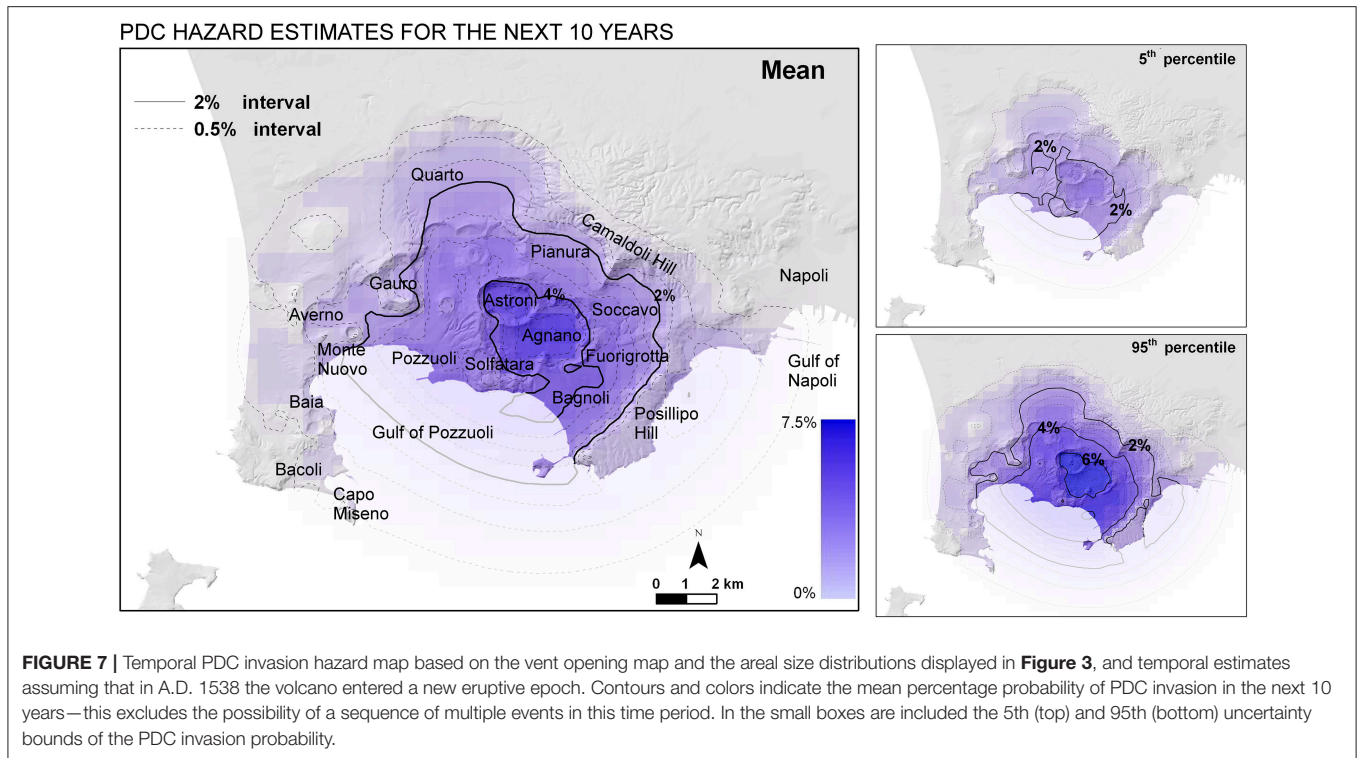 PDC HAZARD ESTIMATES FOR THE NEXT 10 YEARS
Mean
2% interval
0.5% interval
Quarto
Camaldoli Hill
Pianura
Napoli
Gauro
Astroni
4%
2%
Averno
Soccavo
Agnano
Monte
Nuovo
Pozzuoli
Solfatara
Fuorigrotta
Gulf of
Napoli
Baia
Bagnoli
Posillipo
Hill
7.5%
Gulf of Pozzuoli
Bacoli
Capo
Miseno
N
0 1 2 km
0%
5th percentile
2%
2%
95th percentile
4%
2%
6%
FIGURE 7 | Temporal PDC invasion hazard map based on the vent opening map and the areal size distributions displayed in Figure 3, and temporal estimates
assuming that in A.D. 1538 the volcano entered a new eruptive epoch. Contours and colors indicate the mean percentage probability of PDC invasion in the next 10
years—this excludes the possibility of a sequence of multiple events in this time period. In the small boxes are included the 5th (top) and 95th (bottom) uncertainty
bounds of the PDC invasion probability.